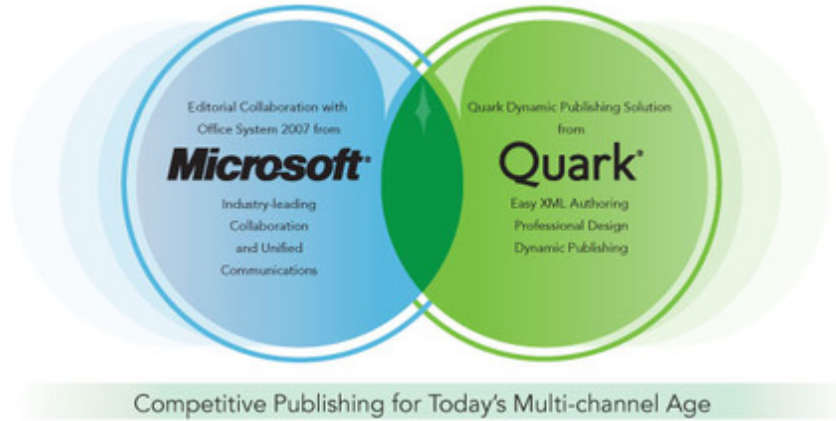 Editorial Collaboration with
Office System 2007 from
Microsoft®
Industry-leading
Collaboration
and Unified
Communications
Quark Dynamic Publishing Solution
from
Quark®
Easy XML Authoring
Professional Design
Dynamic Publishing
Competitive Publishing for Today's Multi-channel Age